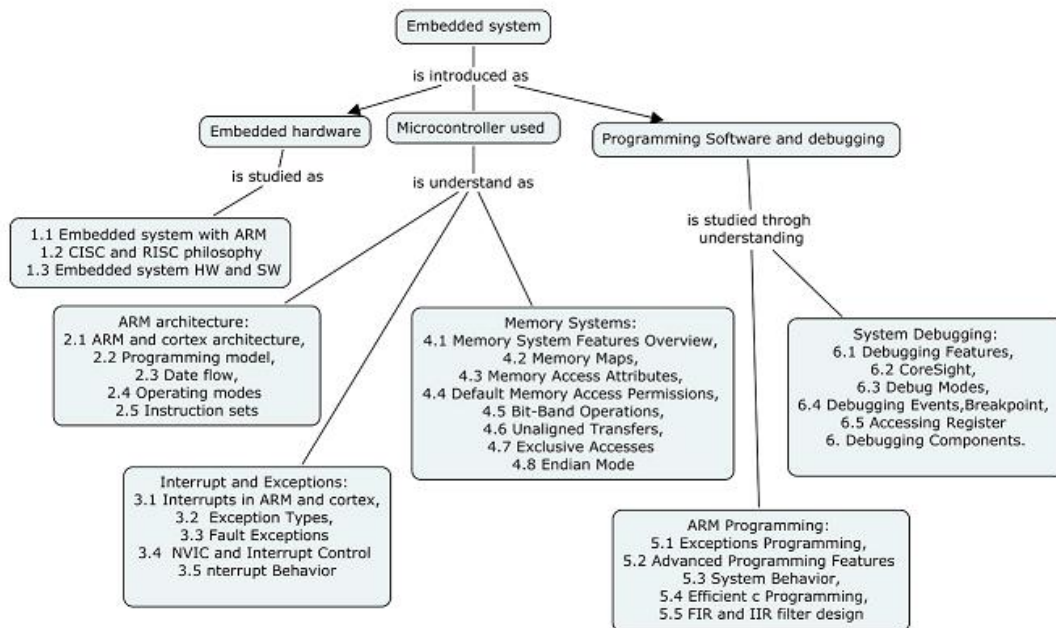 Embedded system
is introduced as
Embedded hardware
Microcontroller used
Programming Software and debugging
is studied as
is understand as
is studied throgh
understanding
1.1 Embedded system with ARM
1.2 CISC and RISC philosophy
1.3 Embedded system HW and SW
ARM architecture:
2.1 ARM and cortex architecture,
2.2 Programming model,
2.3 Date flow,
2.4 Operating modes
2.5 Instruction sets
Memory Systems:
4.1 Memory System Features Overview,
4.2 Memory Maps,
4.3 Memory Access Attributes,
4.4 Default Memory Access Permissions,
4.5 Bit-Band Operations,
4.6 Unaligned Transfers,
4.7 Exclusive Accesses
4.8 Endian Mode
System Debugging:
6.1 Debugging Features,
6.2 CoreSight,
6.3 Debug Modes,
6.4 Debugging Events,Breakpoint,
6.5 Accessing Register
6. Debugging Components.
Interrupt and Exceptions:
3.1 Interrupts in ARM and cortex,
3.2 Exception Types,
3.3 Fault Exceptions
3.4 NVIC and Interrupt Control
3.5 nterrupt Behavior
ARM Programming:
5.1 Exceptions Programming,
5.2 Advanced Programming Features
5.3 System Behavior,
5.4 Efficient c Programming,
5.5 FIR and IIR filter design